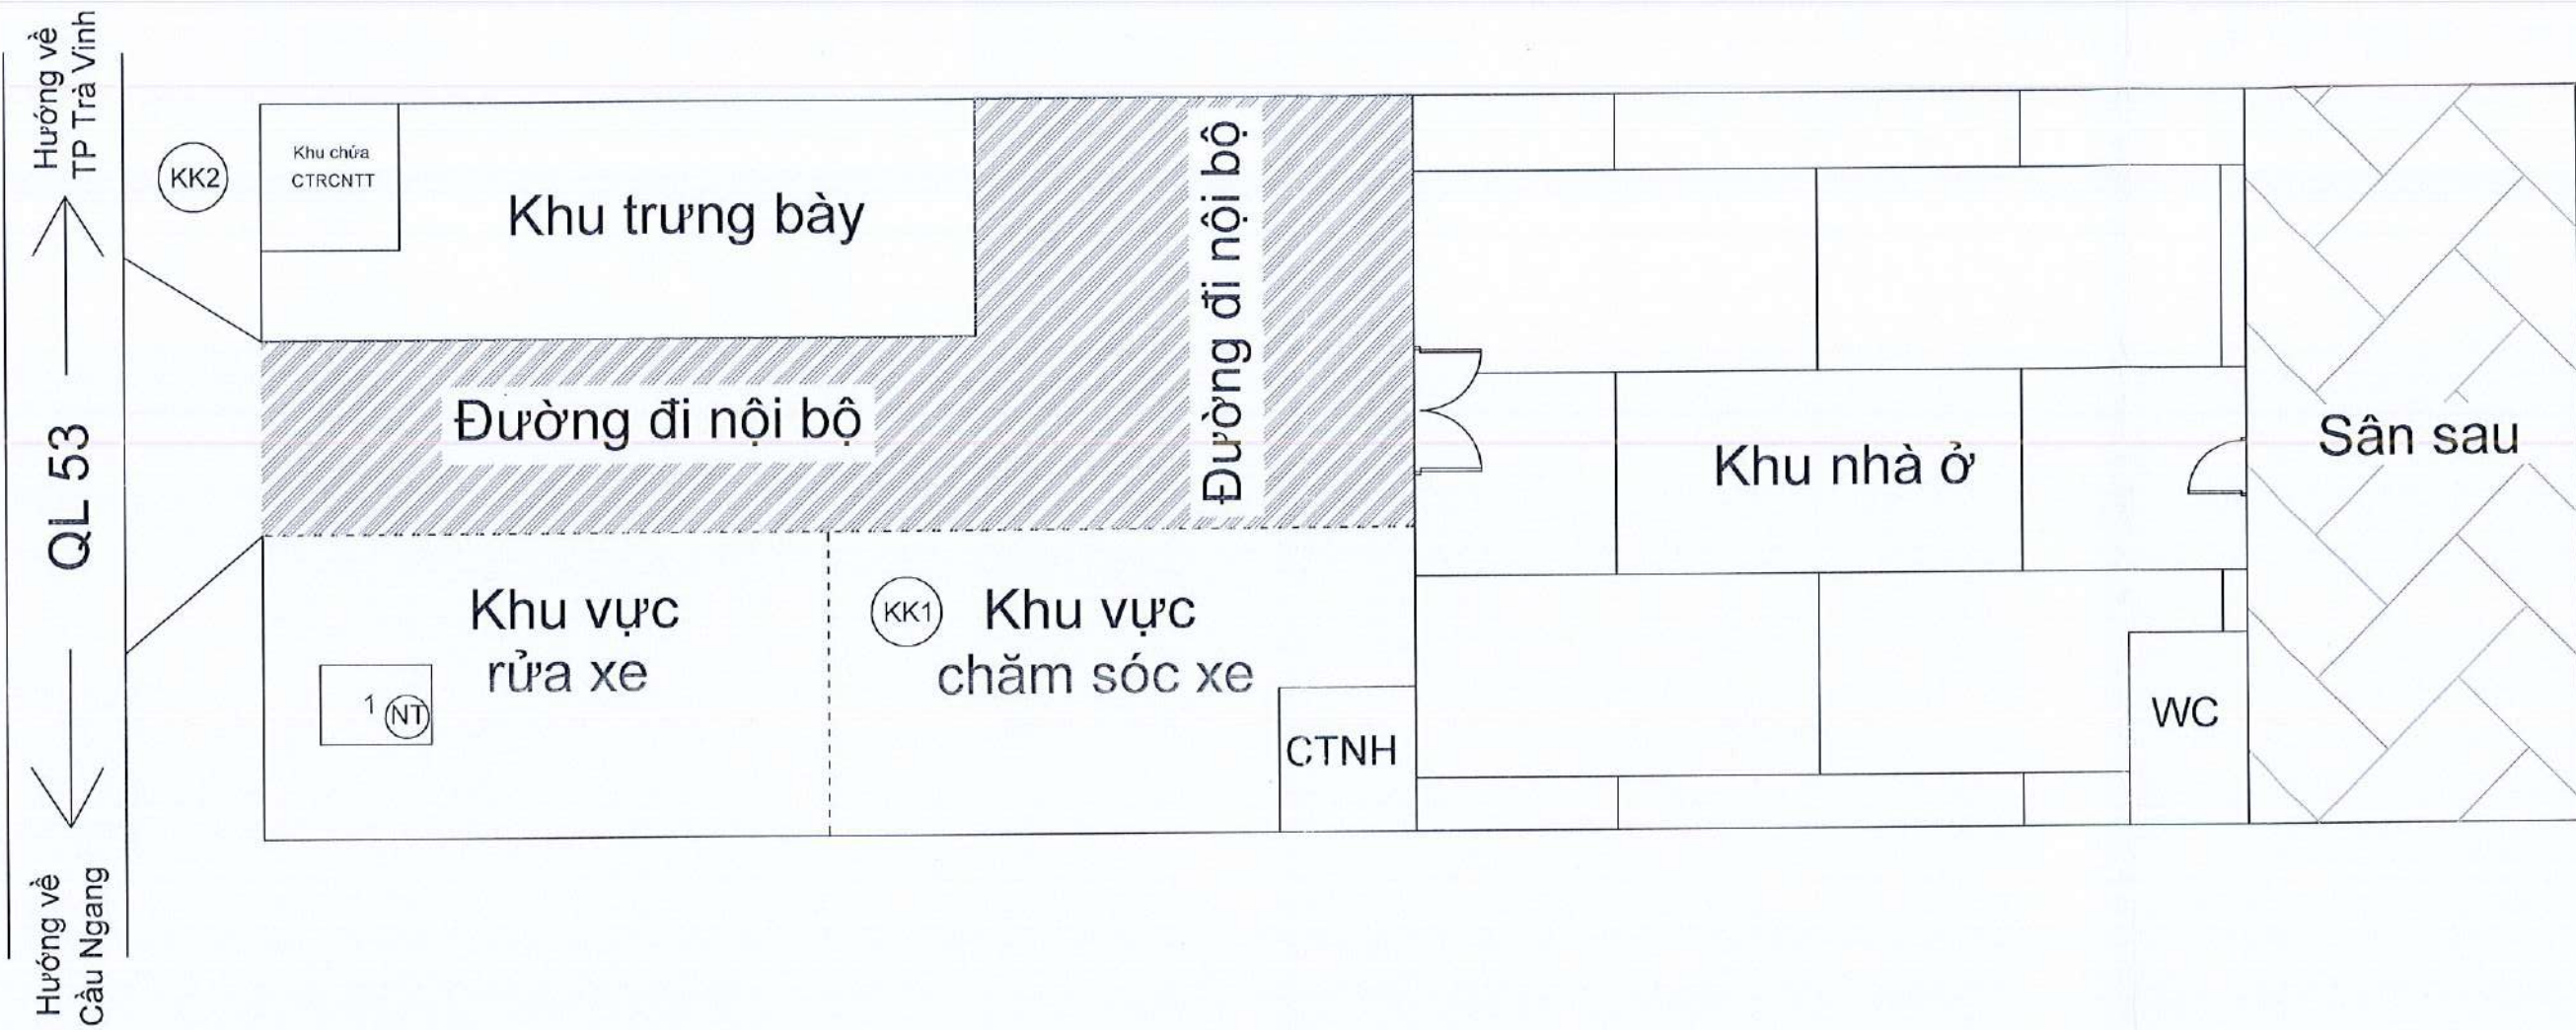 Hướng về
TP Trà Vinh
QL 53
Hướng về
Cầu Ngang
KK2
Khu chứa
CTRCNTT
Khu trưng bày
Đường đi nội bộ
Đường đi nội bộ
Khu vực
rửa xe
1 NT
KK1
Khu vực
chăm sóc xe
CTNH
Khu nhà ở
WC
Sân sau